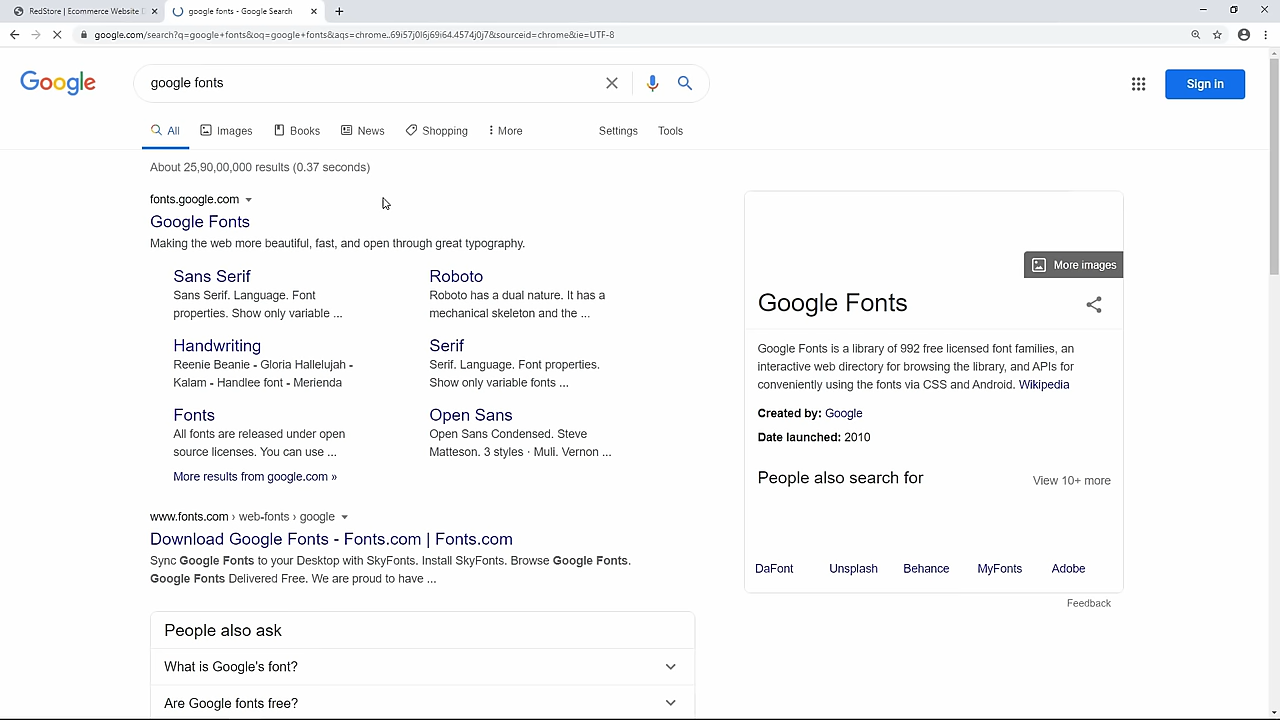 RedStore | Ecommerce Website D
google fonts - Google Search
google.com/search?q=google+fonts&oq=google+fonts&aqs=chrome..69i57j0l6j69i64.4574j0j7&sourceid=chrome&ie=UTF-8
Google
google fonts
Sign in
All
Images
Books
News
Shopping
More
Settings
Tools
About 25,90,00,000 results (0.37 seconds)
fonts.google.com
Google Fonts
Making the web more beautiful, fast, and open through great typography.
Sans Serif
Sans Serif. Language. Font
properties. Show only variable ...
Roboto
Roboto has a dual nature. It has a
mechanical skeleton and the ...
Handwriting
Reenie Beanie - Gloria Hallelujah -
Kalam - Handlee font - Merienda
Serif
Serif. Language. Font properties.
Show only variable fonts ...
Fonts
All fonts are released under open
source licenses. You can use ...
Open Sans
Open Sans Condensed. Steve
Matteson. 3 styles · Muli. Vernon ...
More results from google.com »
www.fonts.com › web-fonts › google
Download Google Fonts - Fonts.com | Fonts.com
Sync Google Fonts to your Desktop with SkyFonts. Install SkyFonts. Browse Google Fonts.
Google Fonts Delivered Free. We are proud to have ...
People also ask
What is Google's font?
Are Google fonts free?
More images
Google Fonts
Google Fonts is a library of 992 free licensed font families, an
interactive web directory for browsing the library, and APIs for
conveniently using the fonts via CSS and Android. Wikipedia
Created by: Google
Date launched: 2010
People also search for
View 10+ more
DaFont
Unsplash
Behance
MyFonts
Adobe
Feedback